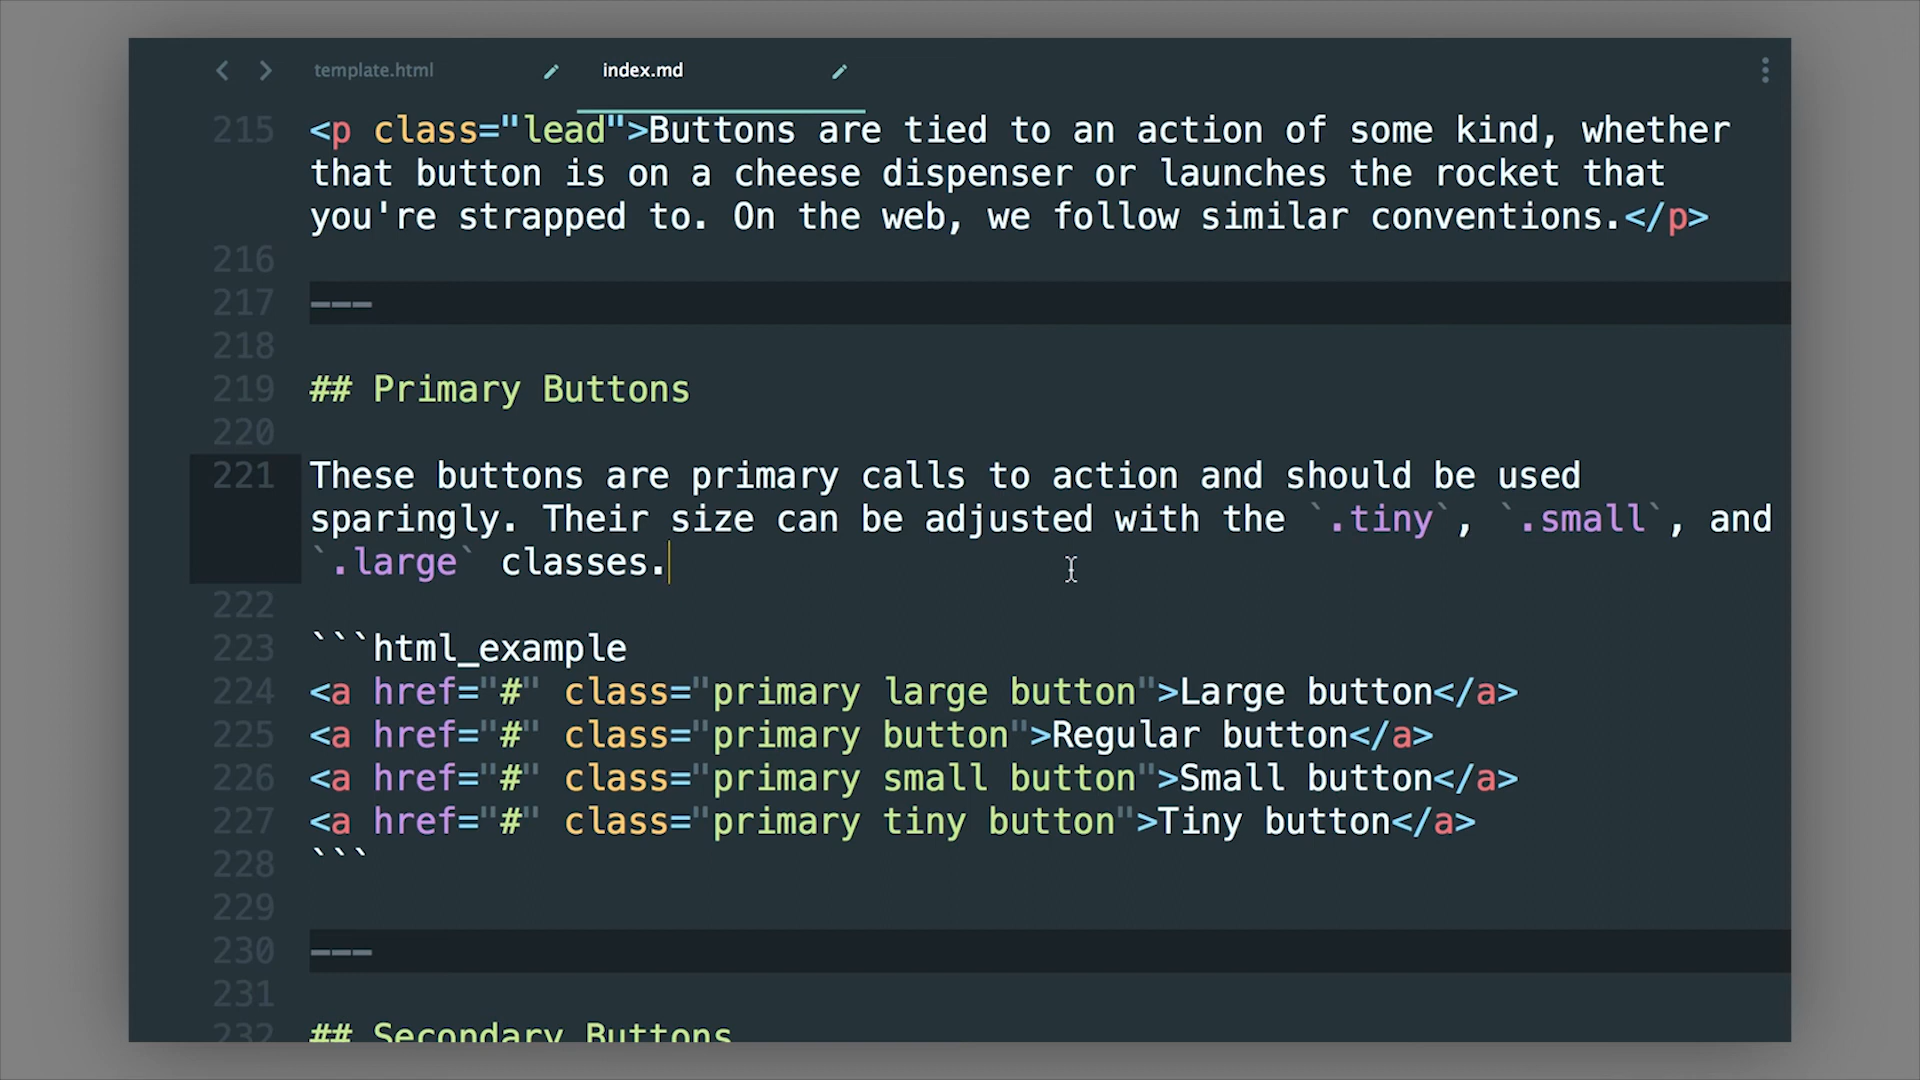 template.html index.md
215 <p class="lead">Buttons are tied to an action of some kind, whether
that button is on a cheese dispenser or launches the rocket that
you're strapped to. On the web, we follow similar conventions.</p>
216
217 ---
218
219 ## Primary Buttons
220
221 These buttons are primary calls to action and should be used
sparingly. Their size can be adjusted with the `.tiny`, `.small`, and
`.large` classes.
222
223 ```html_example
224 <a href="#" class="primary large button">Large button</a>
225 <a href="#" class="primary button">Regular button</a>
226 <a href="#" class="primary small button">Small button</a>
227 <a href="#" class="primary tiny button">Tiny button</a>
228 ```
229
230 ---
231
232 ## Secondary Buttons